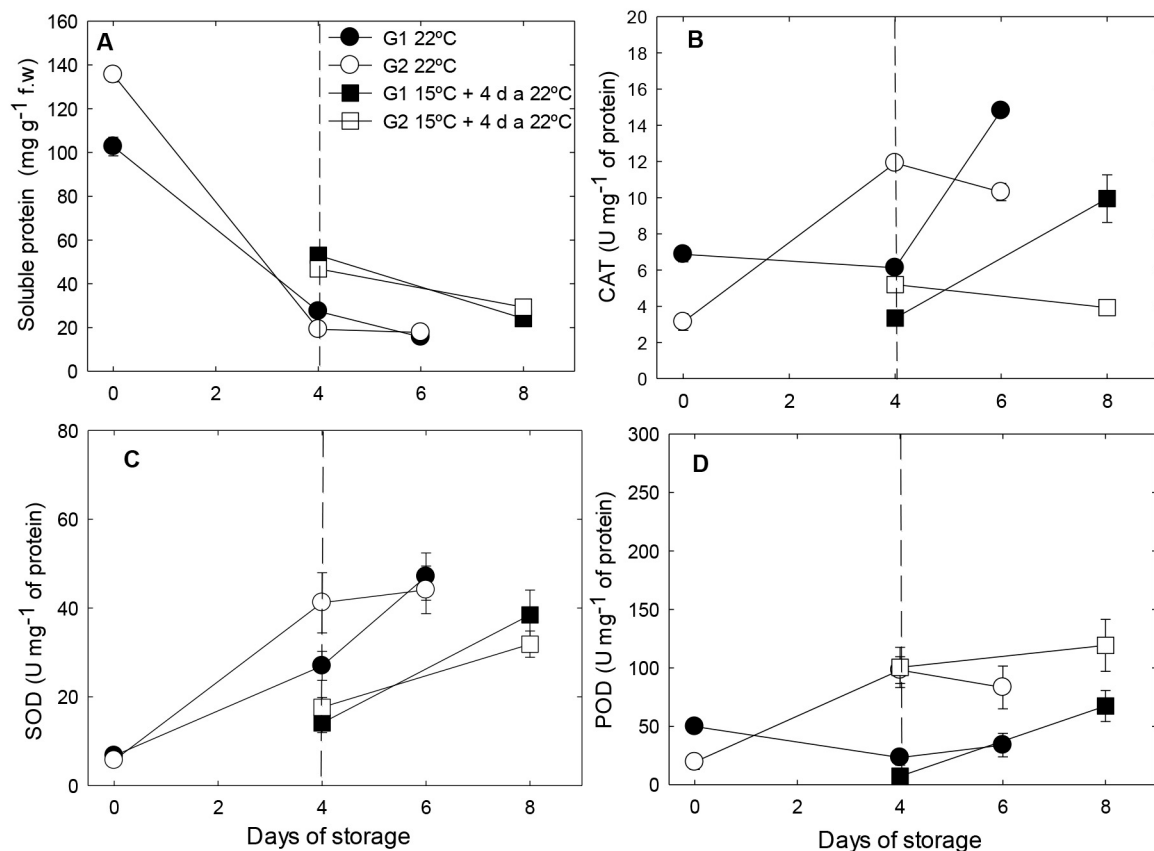 A
Soluble protein (mg g⁻¹ f.w)
160
140
120
100
80
60
40
20
0
0 2 4 6 8
G1 22ºC
G2 22ºC
G1 15ºC + 4 d a 22ºC
G2 15ºC + 4 d a 22ºC
B
CAT (U mg⁻¹ of protein)
20
18
16
14
12
10
8
6
4
2
0
0 2 4 6 8
C
SOD (U mg⁻¹ of protein)
80
60
40
20
0
0 2 4 6 8
Days of storage
D
POD (U mg⁻¹ of protein)
300
250
200
150
100
50
0
0 2 4 6 8
Days of storage